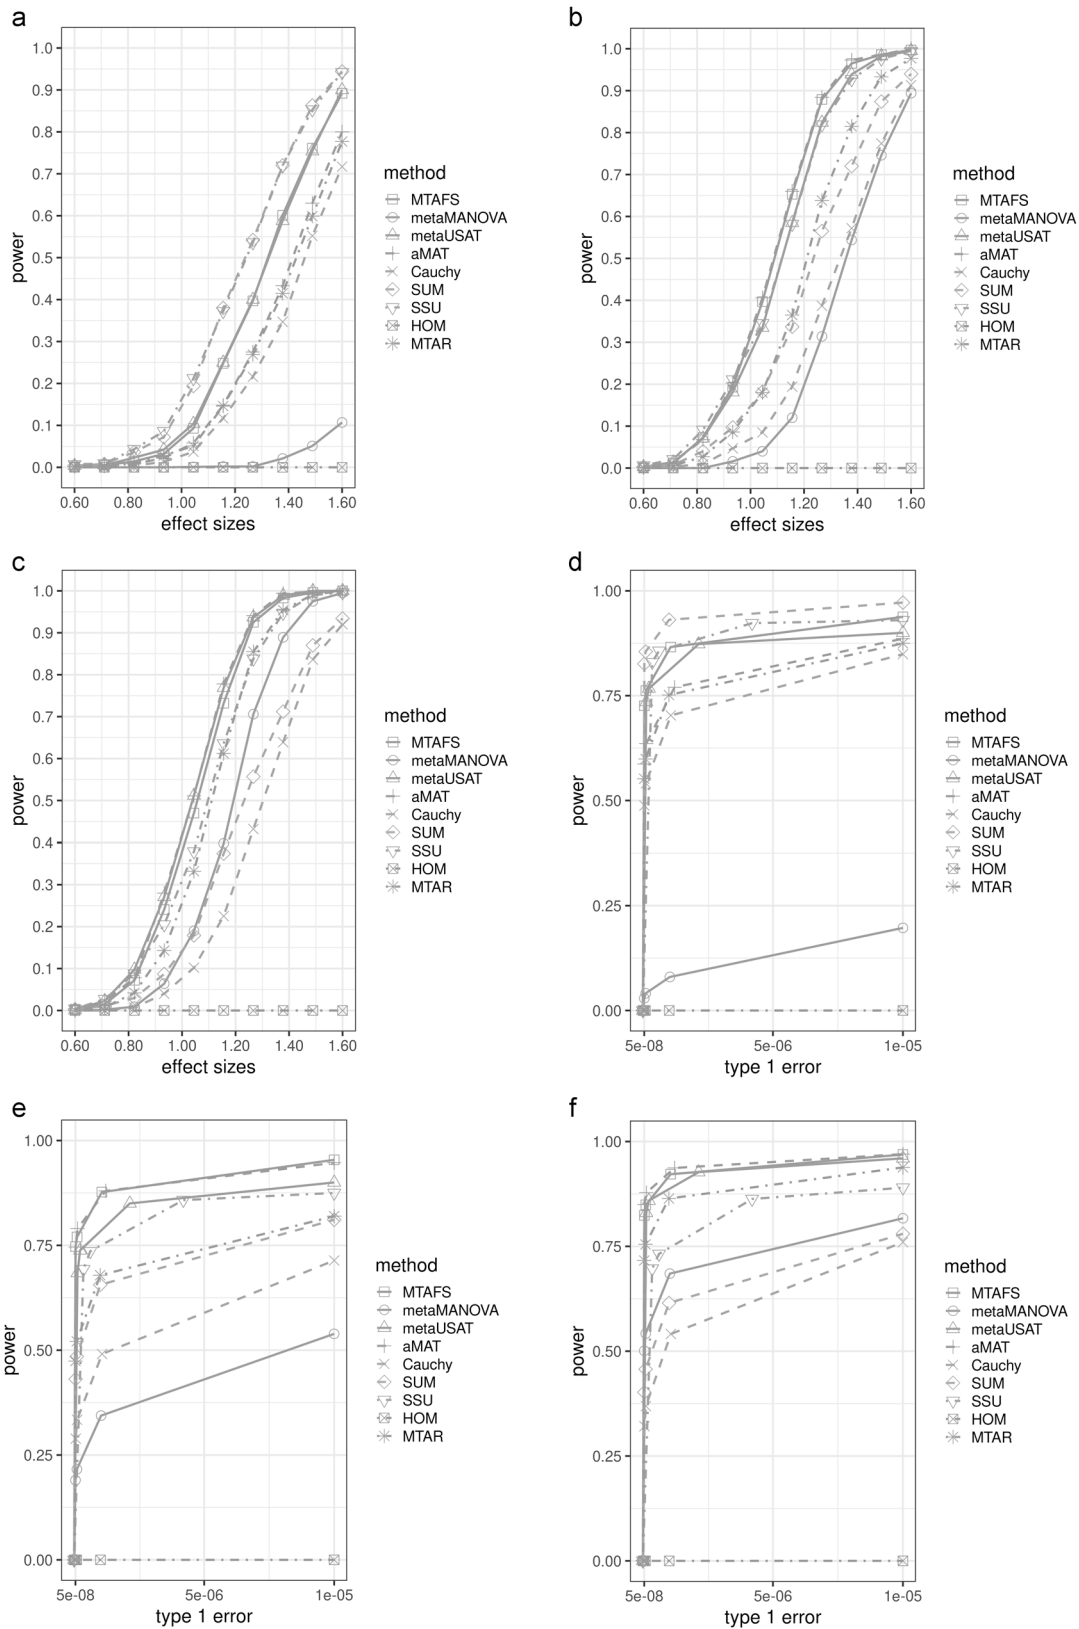 a
1.0
0.9
0.8
0.7
0.6
0.5
0.4
0.3
0.2
0.1
0.0
power
0.60
0.80
1.00
1.20
1.40
1.60
effect sizes
method
MTAFS
metaMANOVA
metaUSAT
aMAT
Cauchy
SUM
SSU
HOM
MTAR
b
1.0
0.9
0.8
0.7
0.6
0.5
0.4
0.3
0.2
0.1
0.0
power
0.60
0.80
1.00
1.20
1.40
1.60
effect sizes
method
MTAFS
metaMANOVA
metaUSAT
aMAT
Cauchy
SUM
SSU
HOM
MTAR
c
1.0
0.9
0.8
0.7
0.6
0.5
0.4
0.3
0.2
0.1
0.0
power
0.60
0.80
1.00
1.20
1.40
1.60
effect sizes
method
MTAFS
metaMANOVA
metaUSAT
aMAT
Cauchy
SUM
SSU
HOM
MTAR
d
1.00
0.75
0.50
0.25
0.00
power
5e-08
5e-06
1e-05
type 1 error
method
MTAFS
metaMANOVA
metaUSAT
aMAT
Cauchy
SUM
SSU
HOM
MTAR
e
1.00
0.75
0.50
0.25
0.00
power
5e-08
5e-06
1e-05
type 1 error
method
MTAFS
metaMANOVA
metaUSAT
aMAT
Cauchy
SUM
SSU
HOM
MTAR
f
1.00
0.75
0.50
0.25
0.00
power
5e-08
5e-06
1e-05
type 1 error
method
MTAFS
metaMANOVA
metaUSAT
aMAT
Cauchy
SUM
SSU
HOM
MTAR